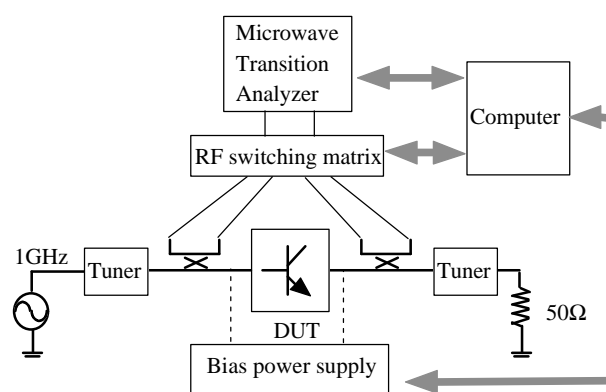 Microwave
Transition
Analyzer
Computer
RF switching matrix
1GHz
Tuner
Tuner
50Ω
DUT
Bias power supply